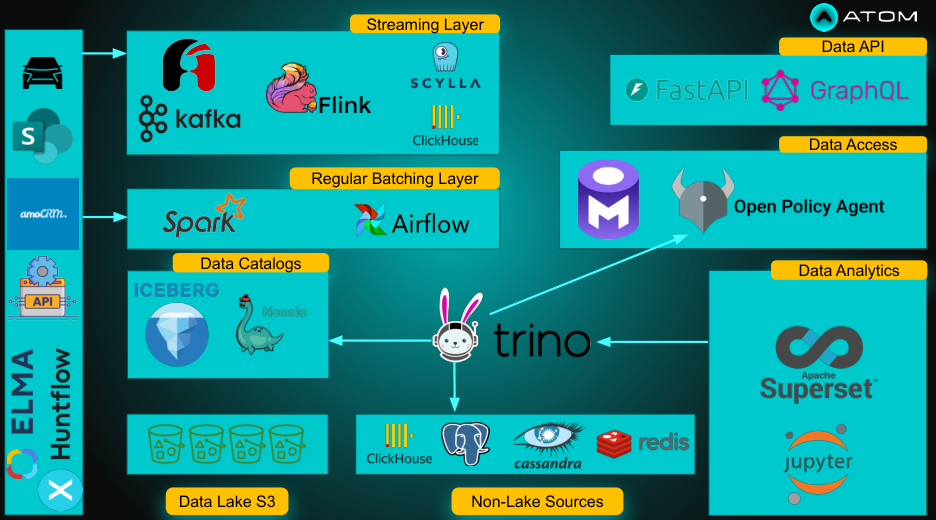 ATOM
Streaming Layer
kafka
Flink
SCYLLA
ClickHouse
Data API
FastAPI
GraphQL
S
amoCRM
API
ELMA
Huntflow
X
Regular Batching Layer
Spark
Airflow
Data Access
M
Open Policy Agent
Data Catalogs
ICEBERG
Nessie
trino
Data Analytics
Apache
Superset™
jupyter
ClickHouse
cassandra
redis
Data Lake S3
Non-Lake Sources